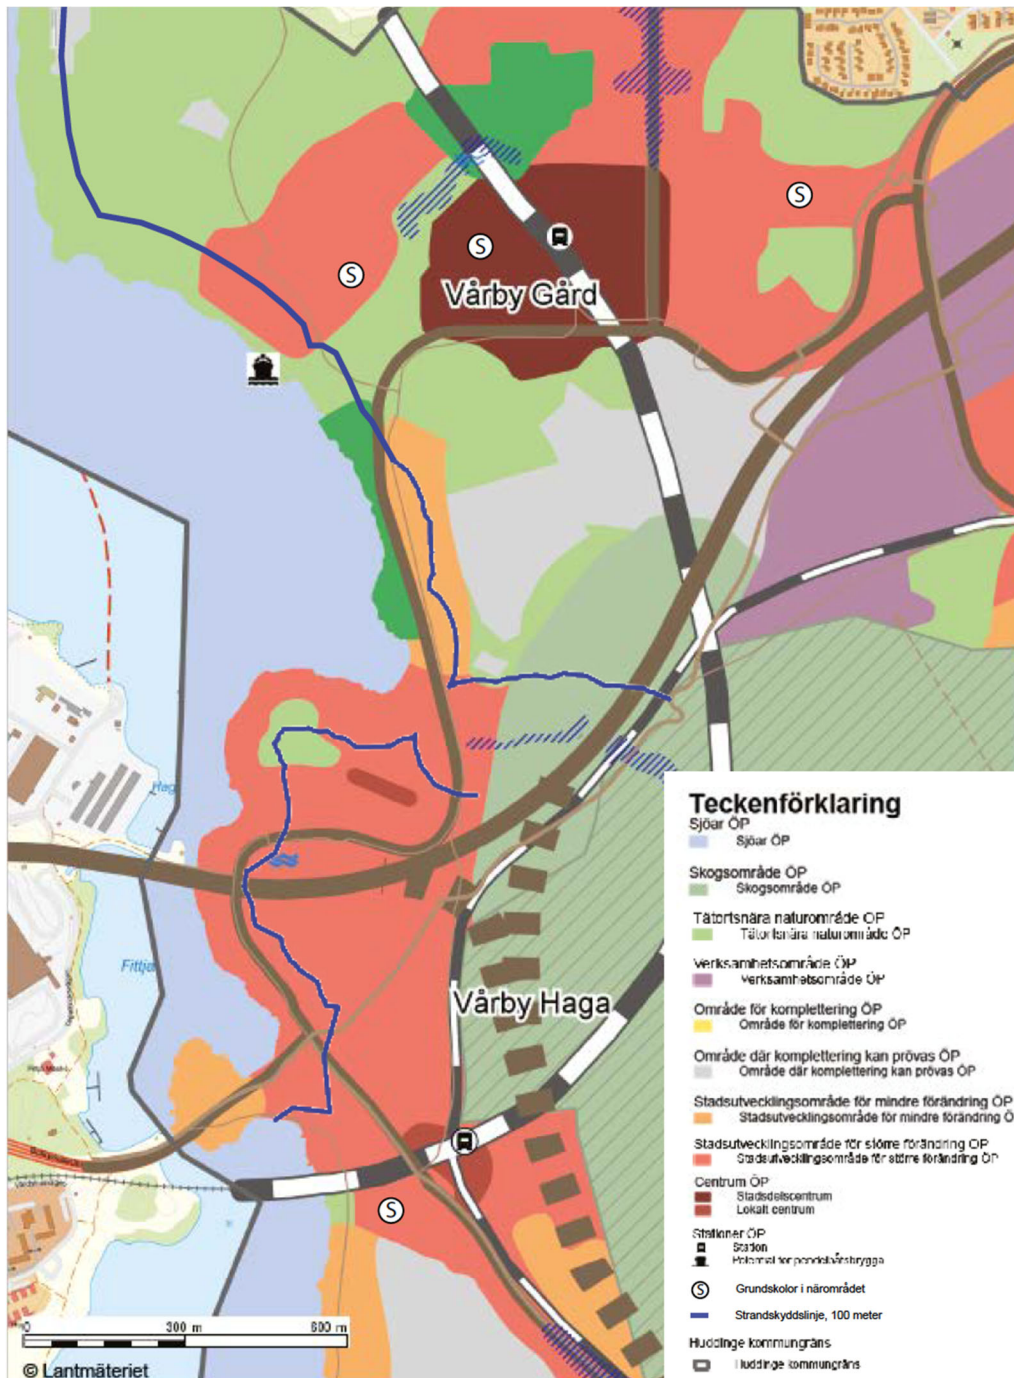 S
S
S
S
Vårby Gård
Fittja
Vårby Haga
S
0 300 m 600 m
© Lantmäteriet
Teckenförklaring
Sjöar ÖP
Sjöar ÖP
Skogsområde ÖP
Skogsområde ÖP
Tätortsnära naturområde ÖP
Tätortsnära naturområde ÖP
Verksamhetsområde ÖP
Verksamhetsområde ÖP
Område för komplettering ÖP
Område för komplettering ÖP
Område där komplettering kan prövas ÖP
Område där komplettering kan prövas ÖP
Stadsutvecklingsområde för mindre förändring ÖP
Stadsutvecklingsområde för mindre förändring Ö
Stadsutvecklingsområde för större förändring ÖP
Stadsutvecklingsområde för större förändring ÖP
Centrum ÖP
Stadsdelscentrum
Lokalt centrum
Stationer ÖP
Station
Potential för pendelbåtsbrygga
S Grundskolor i närområdet
Strandskyddslinje, 100 meter
Huddinge kommungräns
Huddinge kommungräns